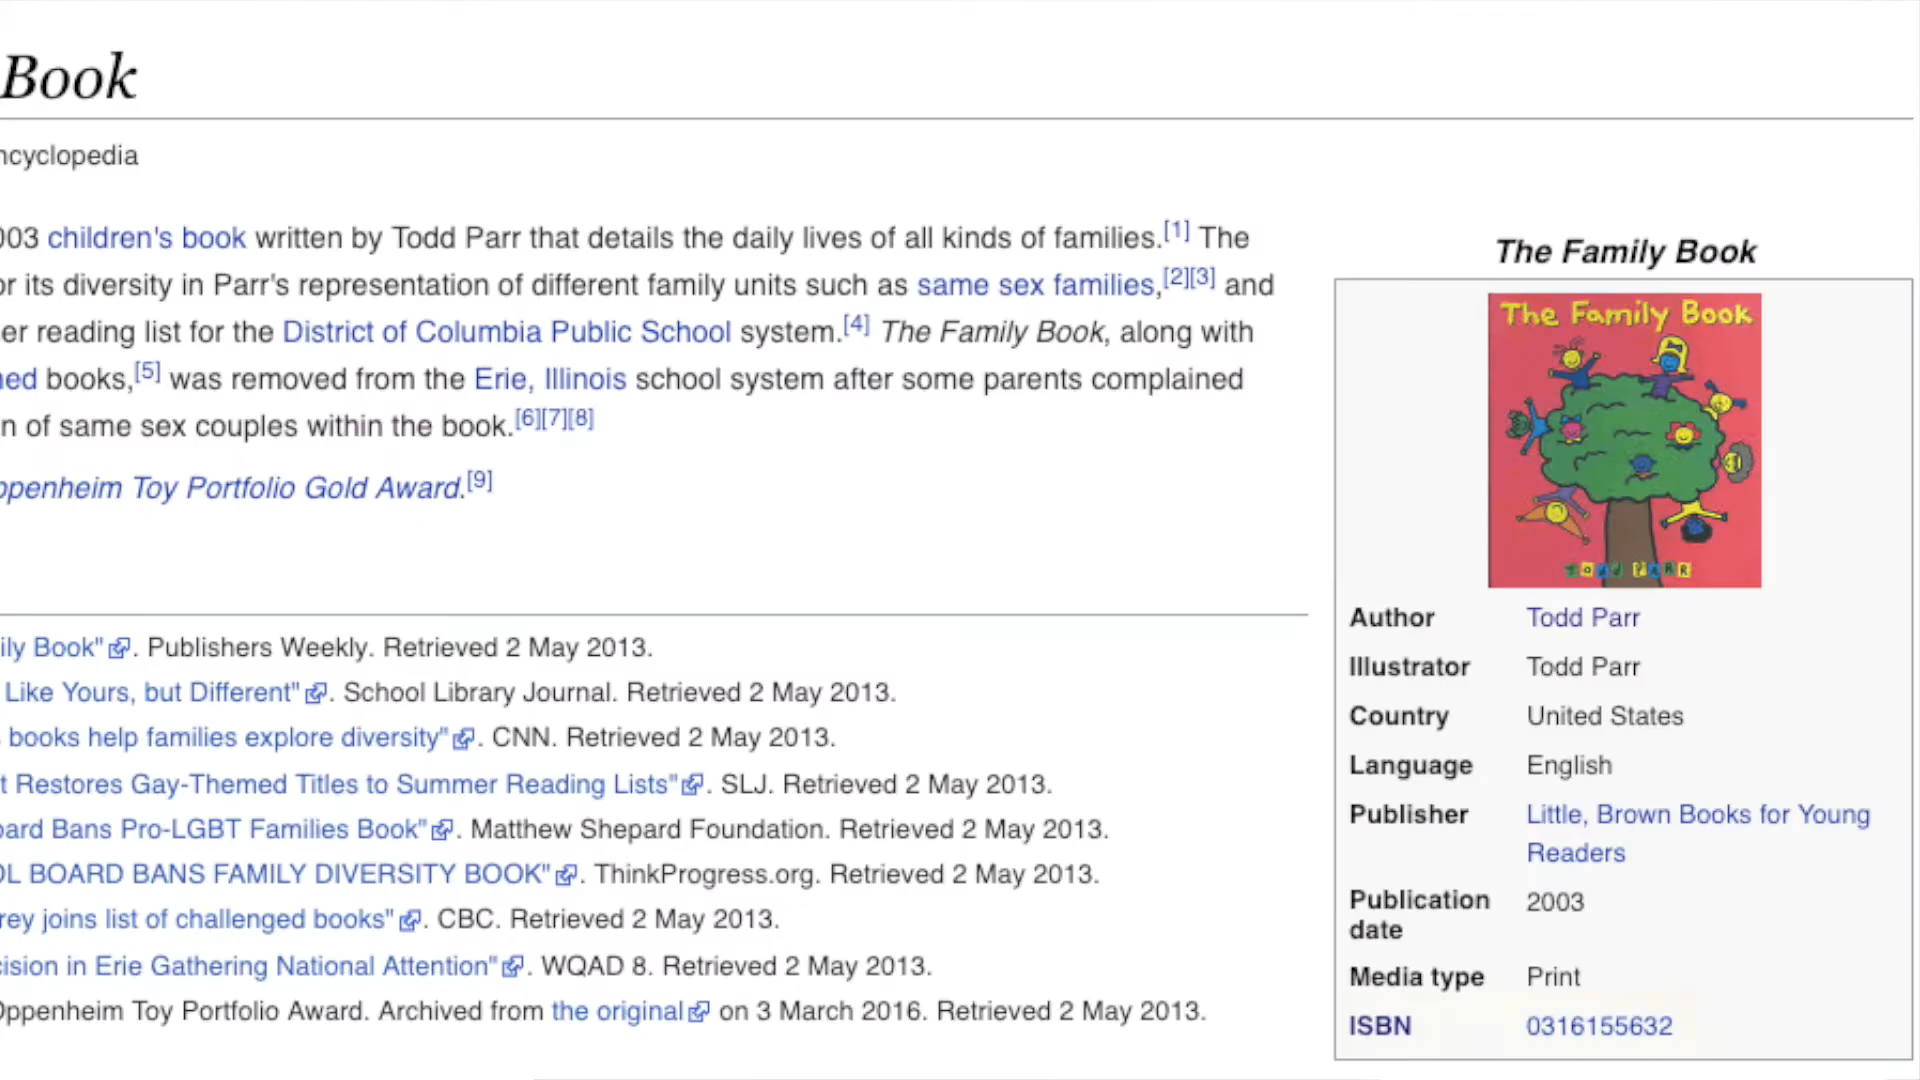 Book
ncyclopedia
003 children's book written by Todd Parr that details the daily lives of all kinds of families.[1] The
or its diversity in Parr's representation of different family units such as same sex families,[2][3] and
er reading list for the District of Columbia Public School system.[4] The Family Book, along with
ned books,[5] was removed from the Erie, Illinois school system after some parents complained
n of same sex couples within the book.[6][7][8]
ppenheim Toy Portfolio Gold Award.[9]
ily Book". Publishers Weekly. Retrieved 2 May 2013.
Like Yours, but Different". School Library Journal. Retrieved 2 May 2013.
s books help families explore diversity". CNN. Retrieved 2 May 2013.
t Restores Gay-Themed Titles to Summer Reading Lists". SLJ. Retrieved 2 May 2013.
oard Bans Pro-LGBT Families Book". Matthew Shepard Foundation. Retrieved 2 May 2013.
OL BOARD BANS FAMILY DIVERSITY BOOK". ThinkProgress.org. Retrieved 2 May 2013.
rey joins list of challenged books". CBC. Retrieved 2 May 2013.
cision in Erie Gathering National Attention". WQAD 8. Retrieved 2 May 2013.
Oppenheim Toy Portfolio Award. Archived from the original on 3 March 2016. Retrieved 2 May 2013.
The Family Book
The Family Book
TODD PARR
Author Todd Parr
Illustrator Todd Parr
Country United States
Language English
Publisher Little, Brown Books for Young
Readers
Publication 2003
date
Media type Print
ISBN 0316155632